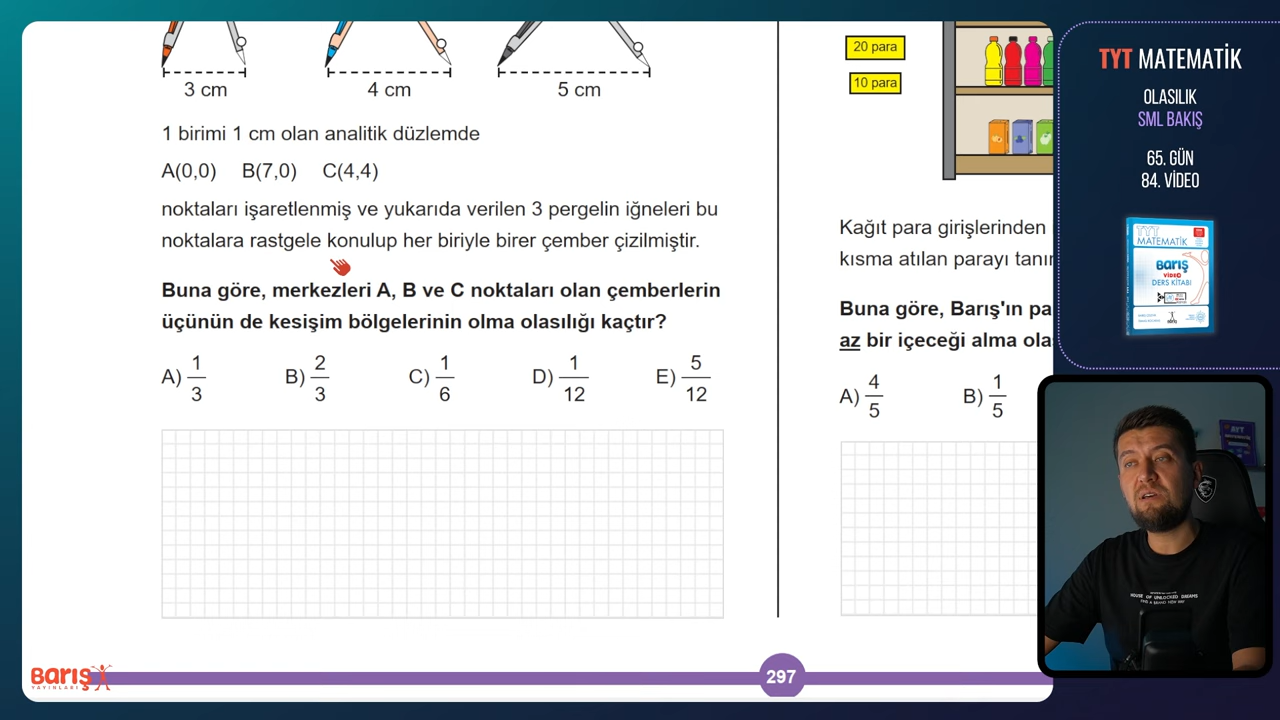 3 cm
4 cm
5 cm
1 birimi 1 cm olan analitik düzlemde
A(0,0) B(7,0) C(4,4)
noktaları işaretlenmiş ve yukarıda verilen 3 pergelin iğneleri bu
noktalara rastgele konulup her biriyle birer çember çizilmiştir.
Buna göre, merkezleri A, B ve C noktaları olan çemberlerin
üçünün de kesişim bölgelerinin olma olasılığı kaçtır?
A) 1/3 B) 2/3 C) 1/6 D) 1/12 E) 5/12
20 para
10 para
Kağıt para girişlerinden
kısma atılan parayı tanır
Buna göre, Barış'ın pa
az bir içeceği alma ola
A) 4/5 B) 1/5
BARIŞ
YAYINLARI
297
TYT MATEMATİK
OLASILIK
SML BAKIŞ
65. GÜN
84. VİDEO
TYT
MATEMATİK
BARIŞ
VİDEO
DERS KİTABI
HOUSE OF UNLOCKED DREAMS